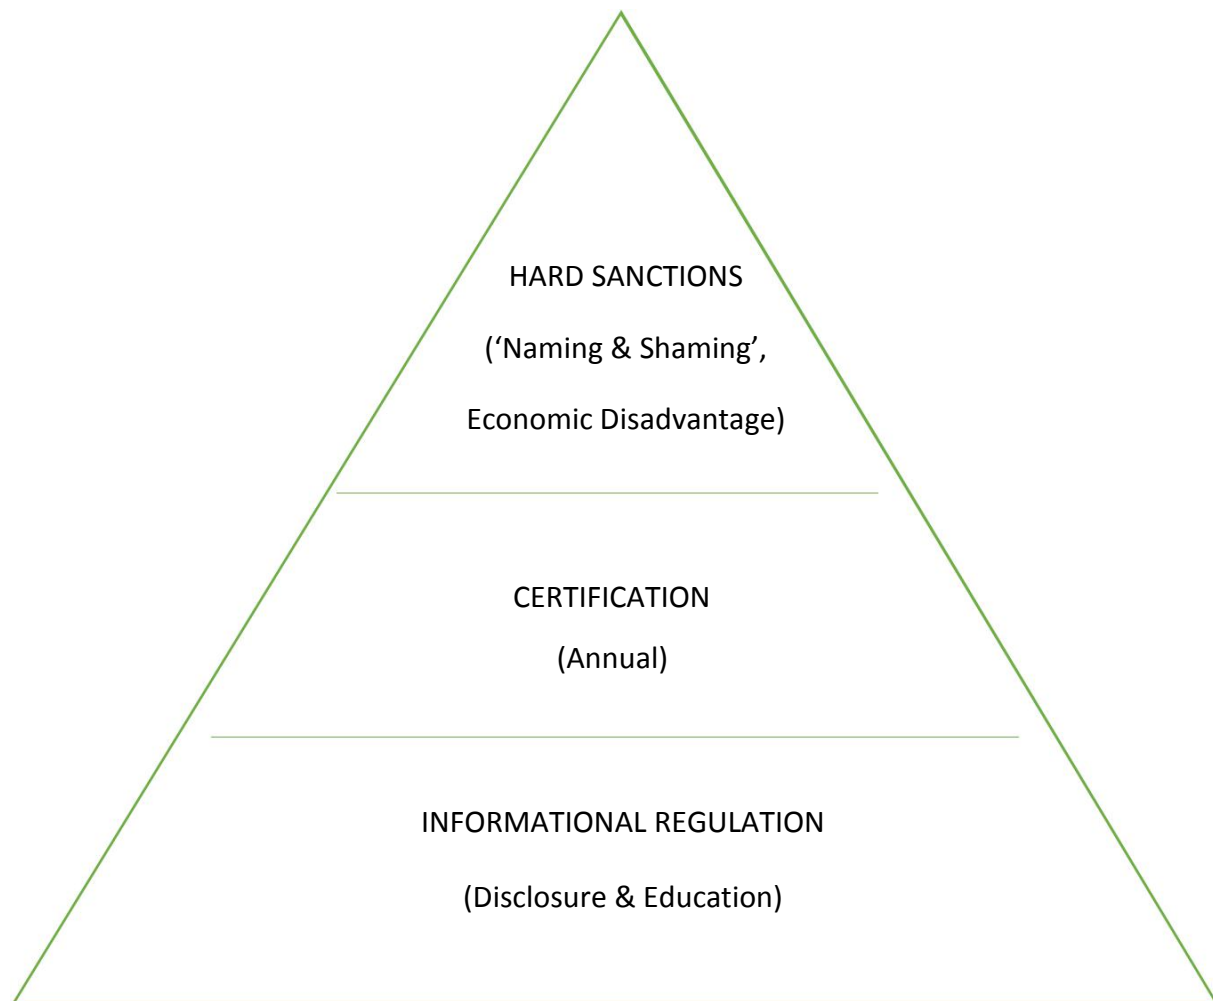 HARD SANCTIONS
(‘Naming & Shaming’,
Economic Disadvantage)
CERTIFICATION
(Annual)
INFORMATIONAL REGULATION
(Disclosure & Education)